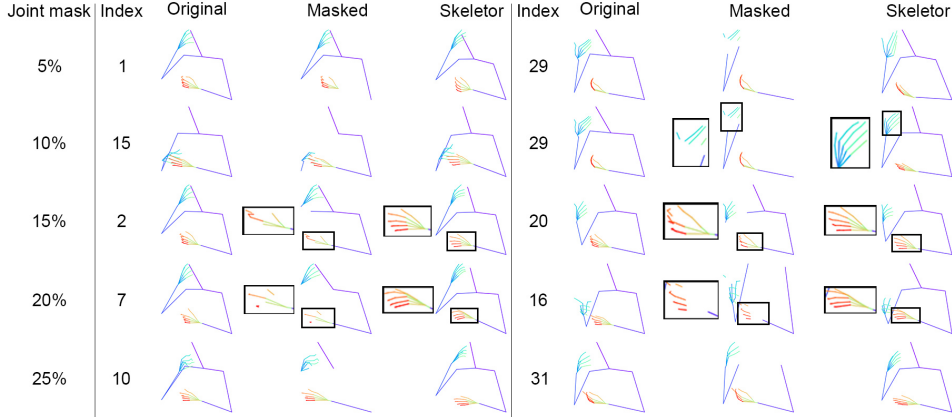 Joint mask Index Original Masked Skeletor Index Original Masked Skeletor
5% 1 29
10% 15 29
15% 2 20
20% 7 16
25% 10 31